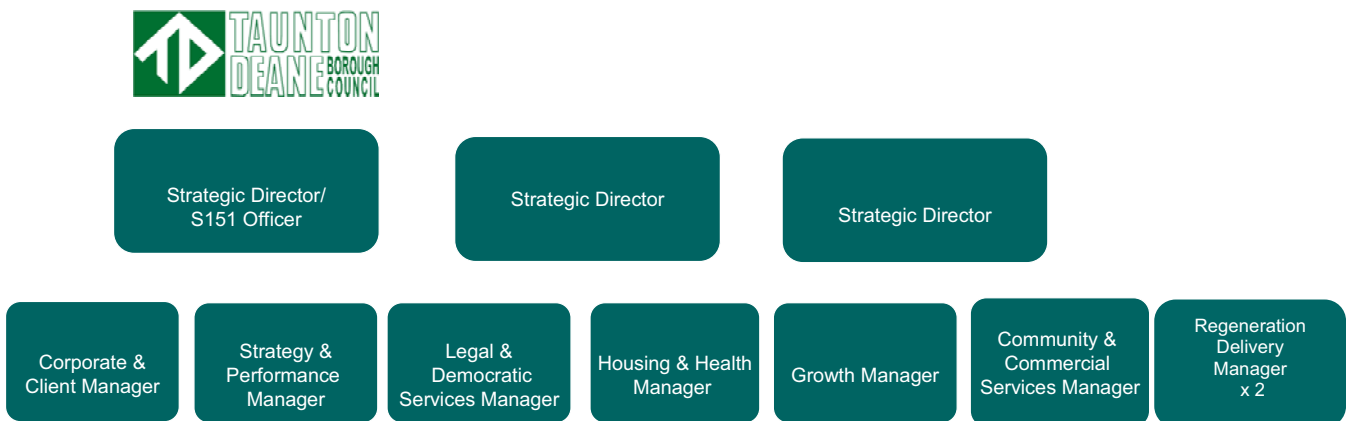 TAUNTON
DEANE BOROUGH
COUNCIL
Strategic Director/
S151 Officer
Strategic Director
Strategic Director
Corporate &
Client Manager
Strategy &
Performance
Manager
Legal &
Democratic
Services Manager
Housing & Health
Manager
Growth Manager
Community &
Commercial
Services Manager
Regeneration
Delivery
Manager
x 2